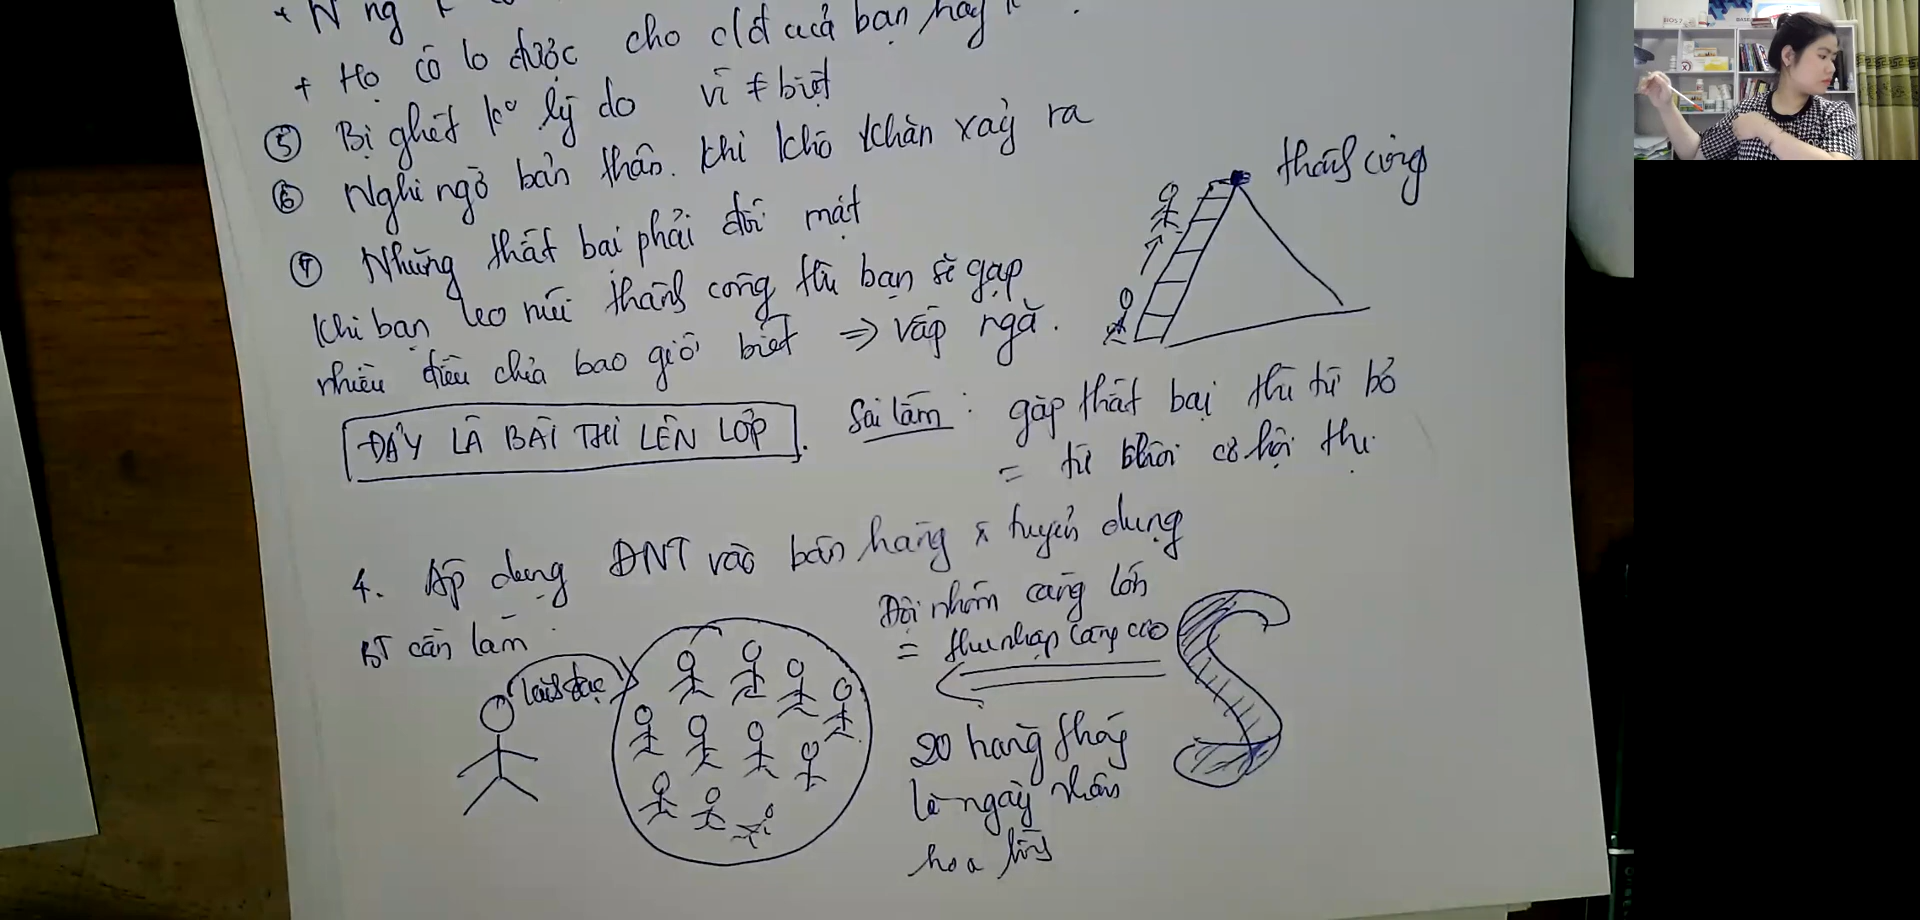 + Họ có lo được cho c/đ của bạn hay k
⑤ Bị ghét k° lý do vì ≠ biệt
⑥ Nghi ngờ bản thân. khi khó khăn xảy ra
⑦ Những thất bại phải đối mặt
Khi bạn leo núi thành công thì bạn sẽ gặp
nhiều điều chưa bao giờ biết => vấp ngã.
thành công
ĐÂY LÀ BÀI THI LÊN LỚP.
Sai lầm: gặp thất bại thì từ bỏ
= từ chối cơ hội
4. Áp dụng ĐNT vào bán hàng & tuyển dụng
BT cần làm:
lãnh đạo
Đội nhóm càng lớn
= thu nhập càng cao
20 hàng tháng
là ngày nhận
hoa hồng